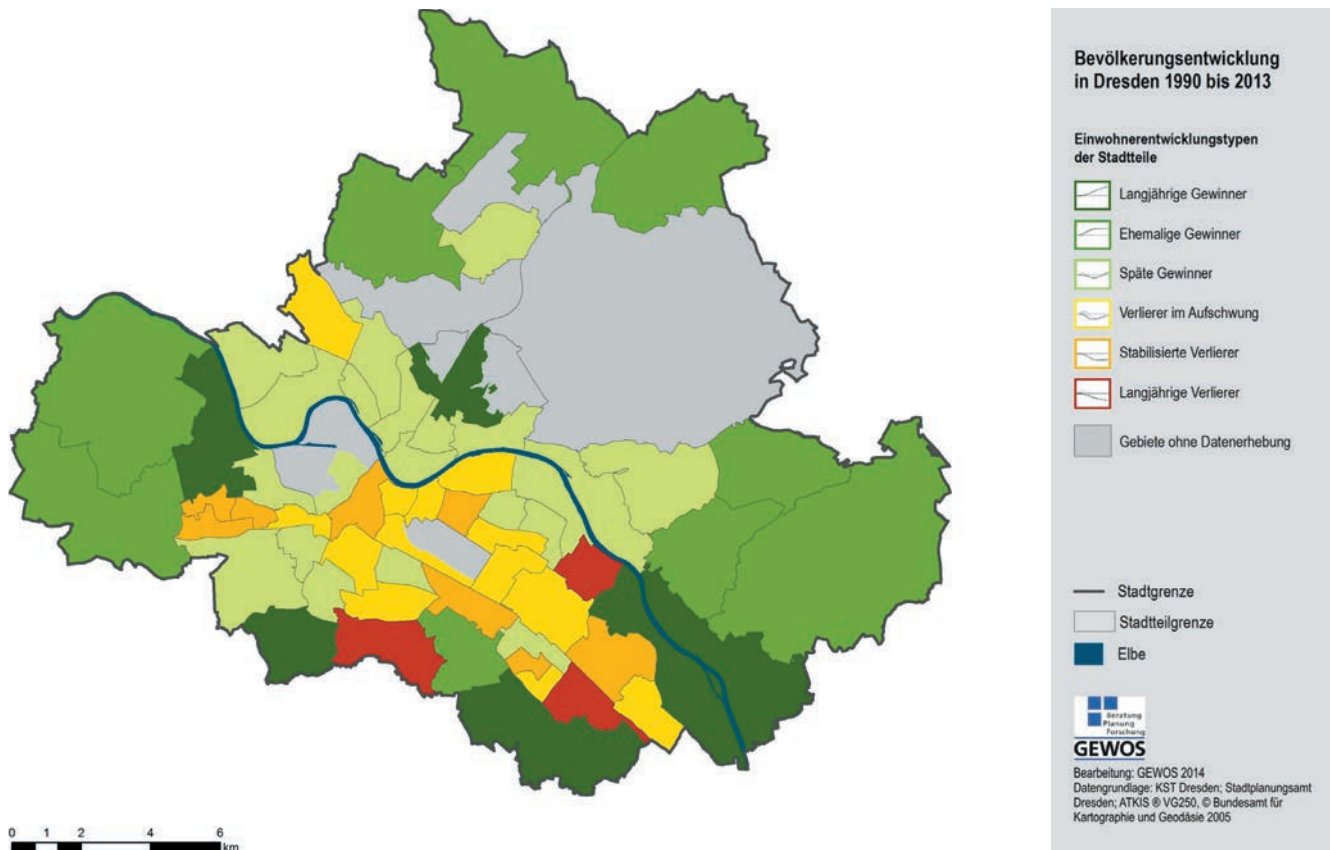 Bevölkerungsentwicklung
in Dresden 1990 bis 2013
Einwohnerentwicklungstypen
der Stadtteile
Langjährige Gewinner
Ehemalige Gewinner
Späte Gewinner
Verlierer im Aufschwung
Stabilisierte Verlierer
Langjährige Verlierer
Gebiete ohne Datenerhebung
Stadtgrenze
Stadtteilgrenze
Elbe
Beratung
Planung
Forschung
GEWOS
Bearbeitung: GEWOS 2014
Datengrundlage: KST Dresden; Stadtplanungsamt
Dresden; ATKIS ® VG250, © Bundesamt für
Kartographie und Geodäsie 2005
0 1 2 4 6
km